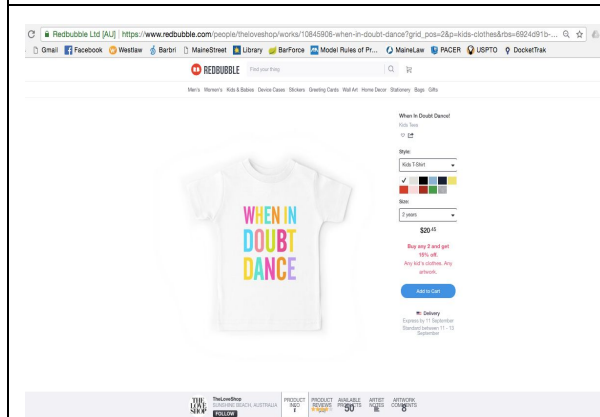 Redbubble Ltd [AU] https://www.redbubble.com/people/theloveshop/works/10845906-when-in-doubt-dance?grid_pos=2&p=kids-clothes&rbs=6924d91b-...
Gmail Facebook Westlaw Barbri MaineStreet Library BarForce Model Rules of Pr... MaineLaw PACER USPTO DocketTrak
REDBUBBLE Find your thing
Men's Women's Kids & Babies Device Cases Stickers Greeting Cards Wall Art Home Decor Stationery Bags Gifts
When In Doubt Dance!
Kids Tees
Style:
Kids T-Shirt
Size:
2 years
$20.45
Buy any 2 and get
15% off.
Any kid's clothes. Any
artwork.
Add to Cart
Delivery
Express by 11 September
Standard between 11 - 13
September
WHEN IN
DOUBT
DANCE
THE
LOVE
SHOP
TheLoveShop
SUNSHINE BEACH, AUSTRALIA
FOLLOW
PRODUCT
INFO
i
PRODUCT
REVIEWS
AVAILABLE
PRODUCTS
50
ARTIST
NOTES
ARTWORK
COMMENTS
8